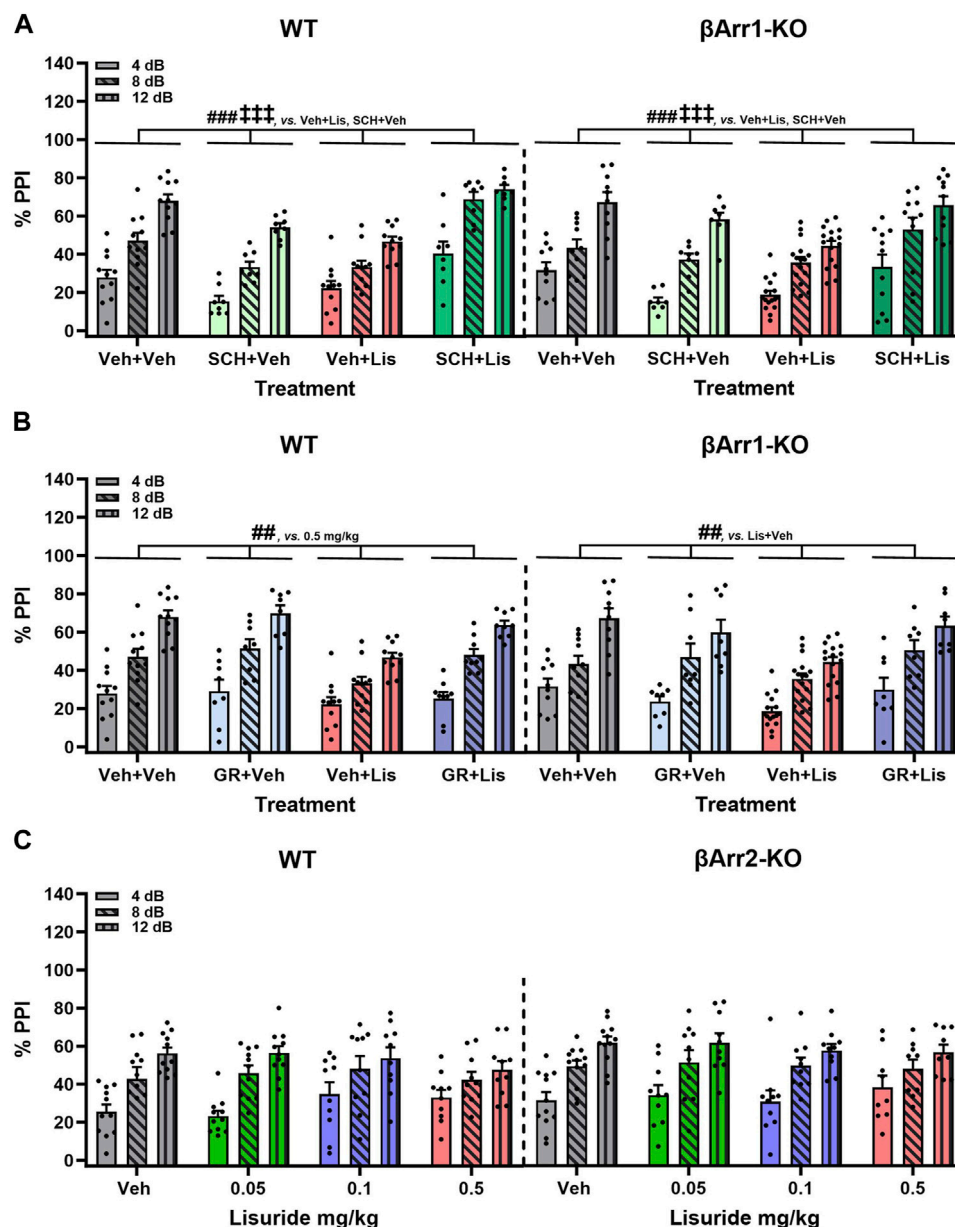 A
WT
βArr1-KO
4 dB
8 dB
12 dB
###‡‡‡, vs. Veh+Lis, SCH+Veh
###‡‡‡, vs. Veh+Lis, SCH+Veh
% PPI
140
120
100
80
60
40
20
0
Veh+Veh SCH+Veh Veh+Lis SCH+Lis Veh+Veh SCH+Veh Veh+Lis SCH+Lis
Treatment Treatment
B
WT
βArr1-KO
4 dB
8 dB
12 dB
##, vs. 0.5 mg/kg
##, vs. Lis+Veh
% PPI
140
120
100
80
60
40
20
0
Veh+Veh GR+Veh Veh+Lis GR+Lis Veh+Veh GR+Veh Veh+Lis GR+Lis
Treatment Treatment
C
WT
βArr2-KO
4 dB
8 dB
12 dB
% PPI
140
120
100
80
60
40
20
0
Veh 0.05 0.1 0.5 Veh 0.05 0.1 0.5
Lisuride mg/kg Lisuride mg/kg